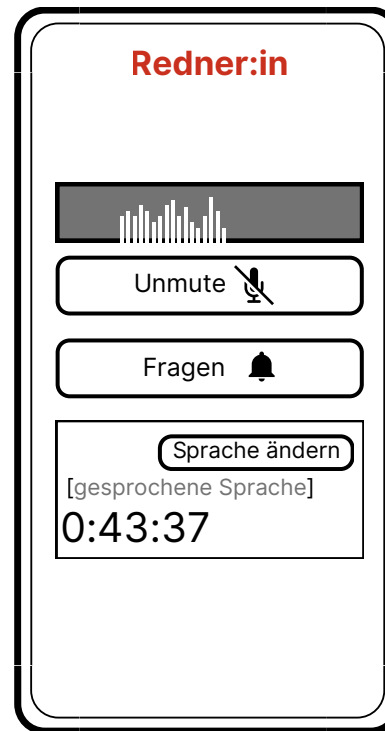 Redner:in
Unmute
Fragen
Sprache ändern
[gesprochene Sprache]
0:43:37